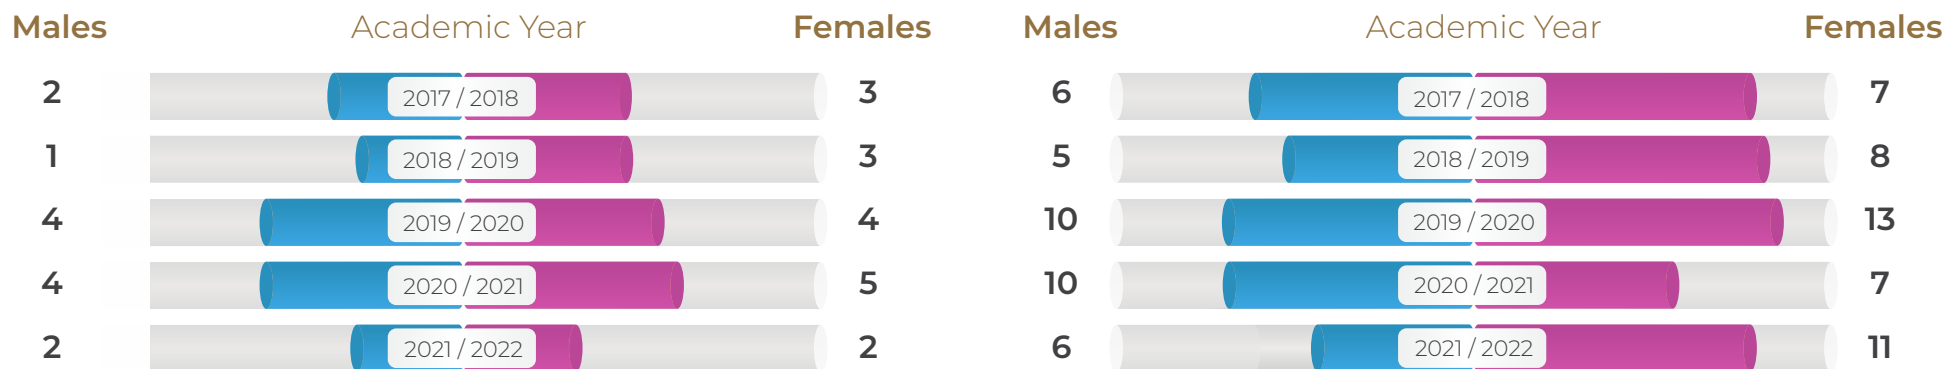 Males Academic Year Females
2 2017 / 2018 3
1 2018 / 2019 3
4 2019 / 2020 4
4 2020 / 2021 5
2 2021 / 2022 2
Males Academic Year Females
6 2017 / 2018 7
5 2018 / 2019 8
10 2019 / 2020 13
10 2020 / 2021 7
6 2021 / 2022 11